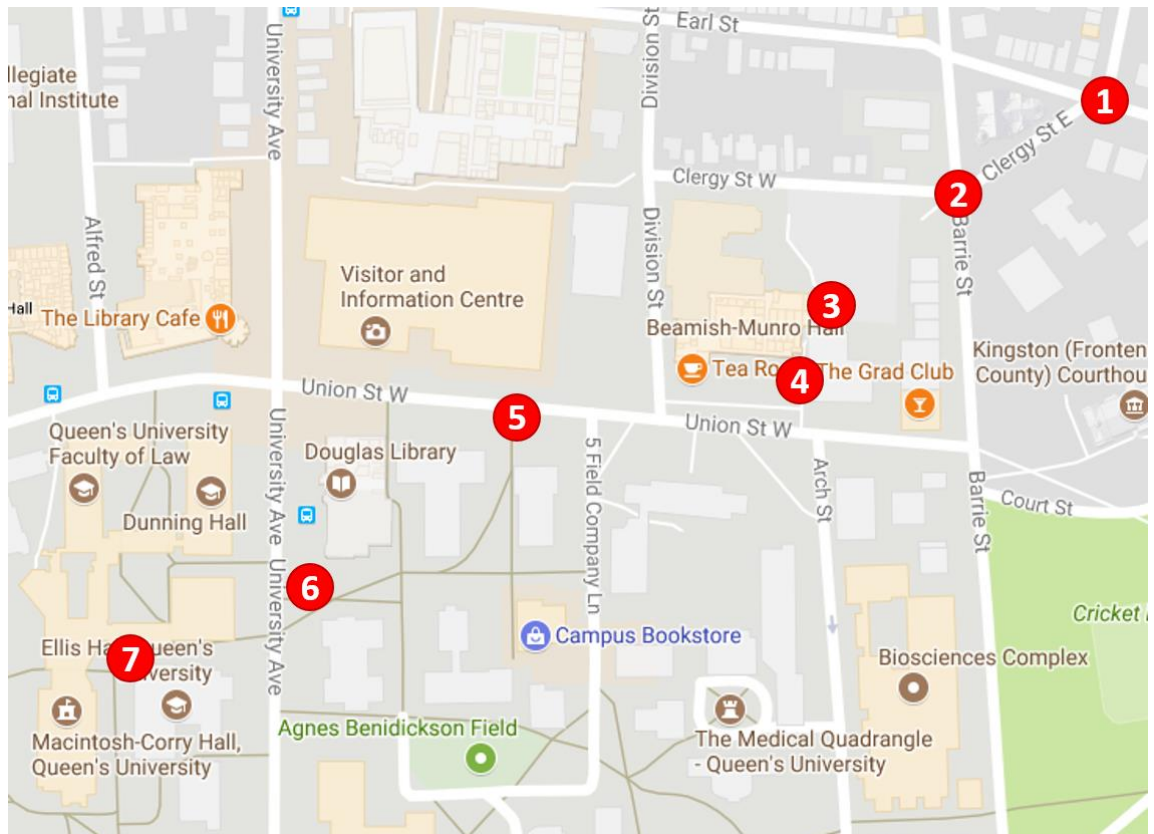 Earl St
University Ave
Division St
1
llegiate
nal Institute
Clergy St E
Clergy St W
2
Alfred St
Division St
Barrie St
Visitor and
Information Centre
Hall
The Library Cafe
3
Beamish-Munro Hall
Kingston (Fronten
County) Courthou
Tea Ro
4
The Grad Club
Union St W
5
Union St W
Queen's University
Faculty of Law
University Ave
Douglas Library
5 Field Company Ln
Arch St
Barrie St
Court St
Dunning Hall
University Ave
6
Cricket
Campus Bookstore
Ellis Ha
7
ueen's
iversity
Biosciences Complex
Agnes Benidickson Field
Macintosh-Corry Hall,
Queen's University
The Medical Quadrangle
- Queen's University